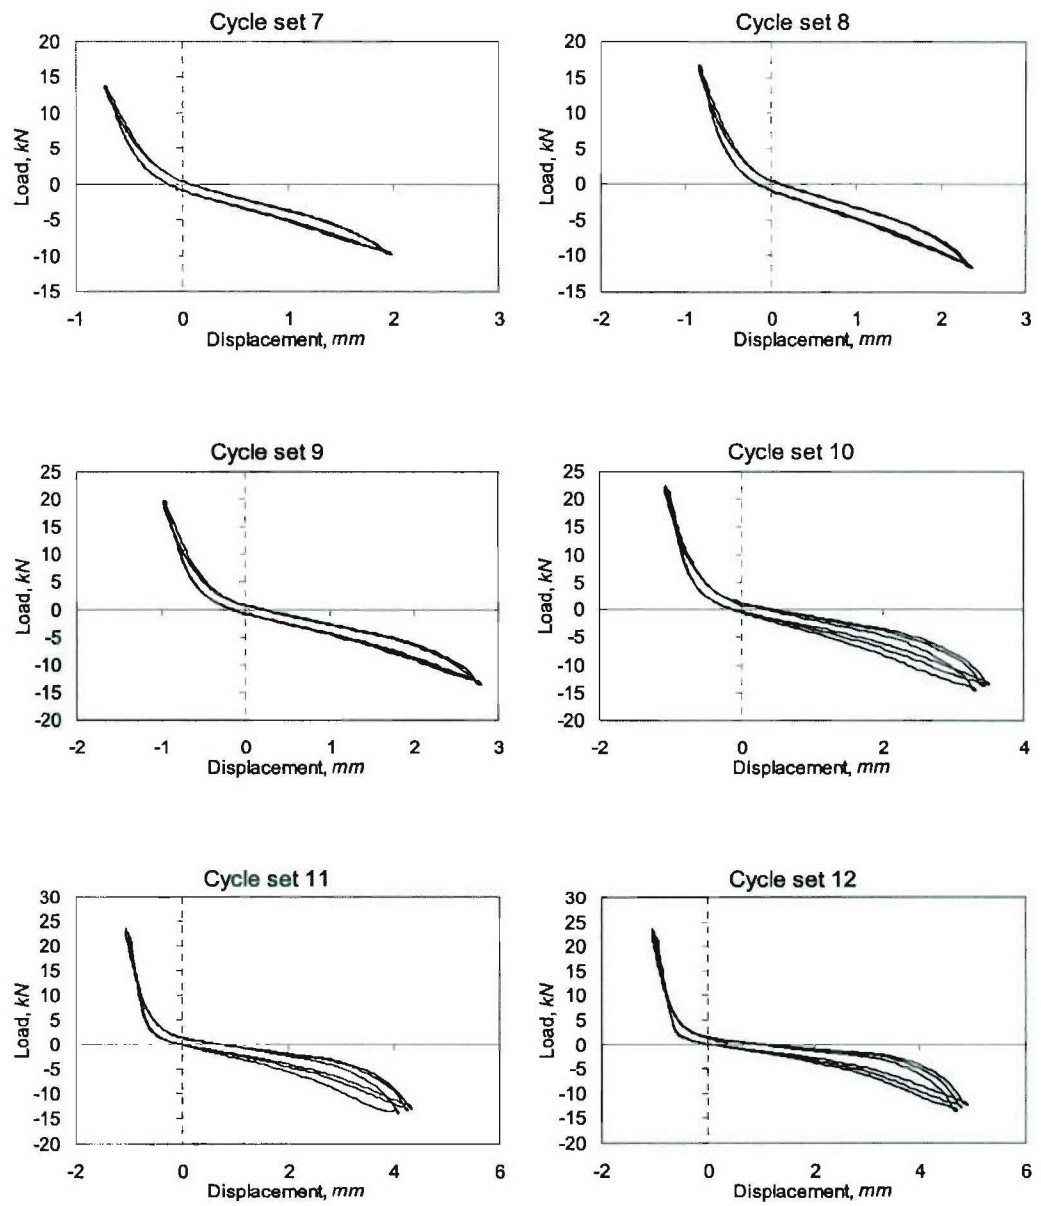 Cycle set 7
20
15
10
5
0
-5
-10
-15
Load, kN
-1 0 1 2 3
Displacement, mm
Cycle set 8
20
15
10
5
0
-5
-10
-15
Load, kN
-2 -1 0 1 2 3
Displacement, mm
Cycle set 9
25
20
15
10
5
0
-5
-10
-15
-20
Load, kN
-2 -1 0 1 2 3
Displacement, mm
Cycle set 10
25
20
15
10
5
0
-5
-10
-15
-20
Load, kN
-2 0 2 4
Displacement, mm
Cycle set 11
30
25
20
15
10
5
0
-5
-10
-15
-20
Load, kN
-2 0 2 4 6
Displacement, mm
Cycle set 12
30
25
20
15
10
5
0
-5
-10
-15
-20
Load, kN
-2 0 2 4 6
Displacement, mm